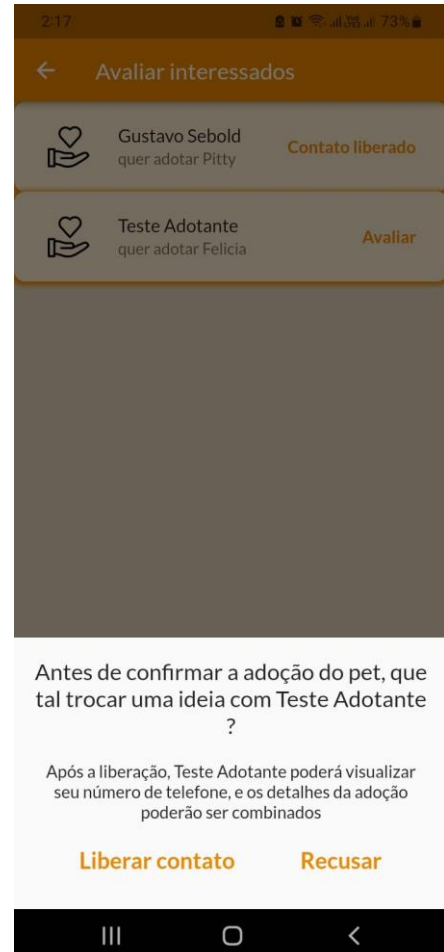 2:17
73%
Avaliar interessados
Gustavo Sebold
quer adotar Pitty
Contato liberado
Teste Adotante
quer adotar Felicia
Avaliar
Antes de confirmar a adoção do pet, que
tal trocar uma ideia com Teste Adotante
?
Após a liberação, Teste Adotante poderá visualizar
seu número de telefone, e os detalhes da adoção
poderão ser combinados
Liberar contato
Recusar